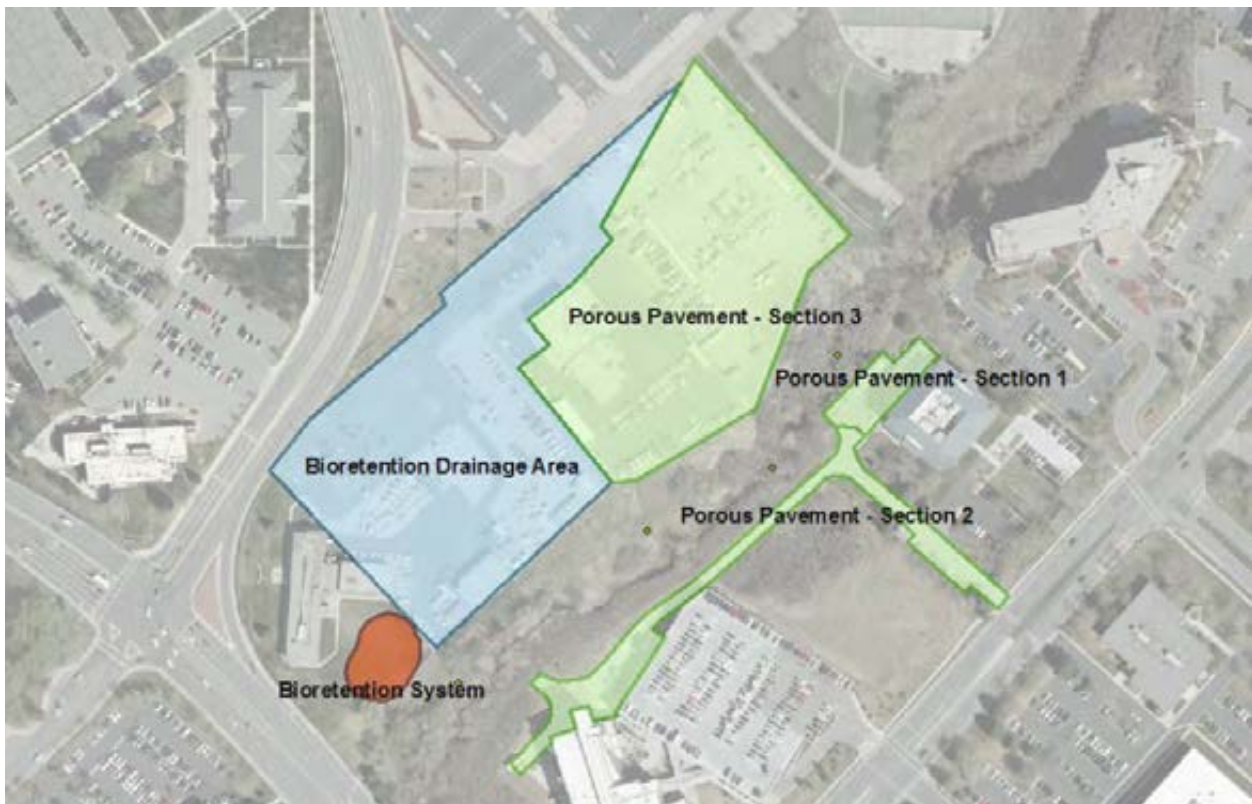 Porous Pavement - Section 3
Porous Pavement - Section 1
Bioretention Drainage Area
Porous Pavement - Section 2
Bioretention System